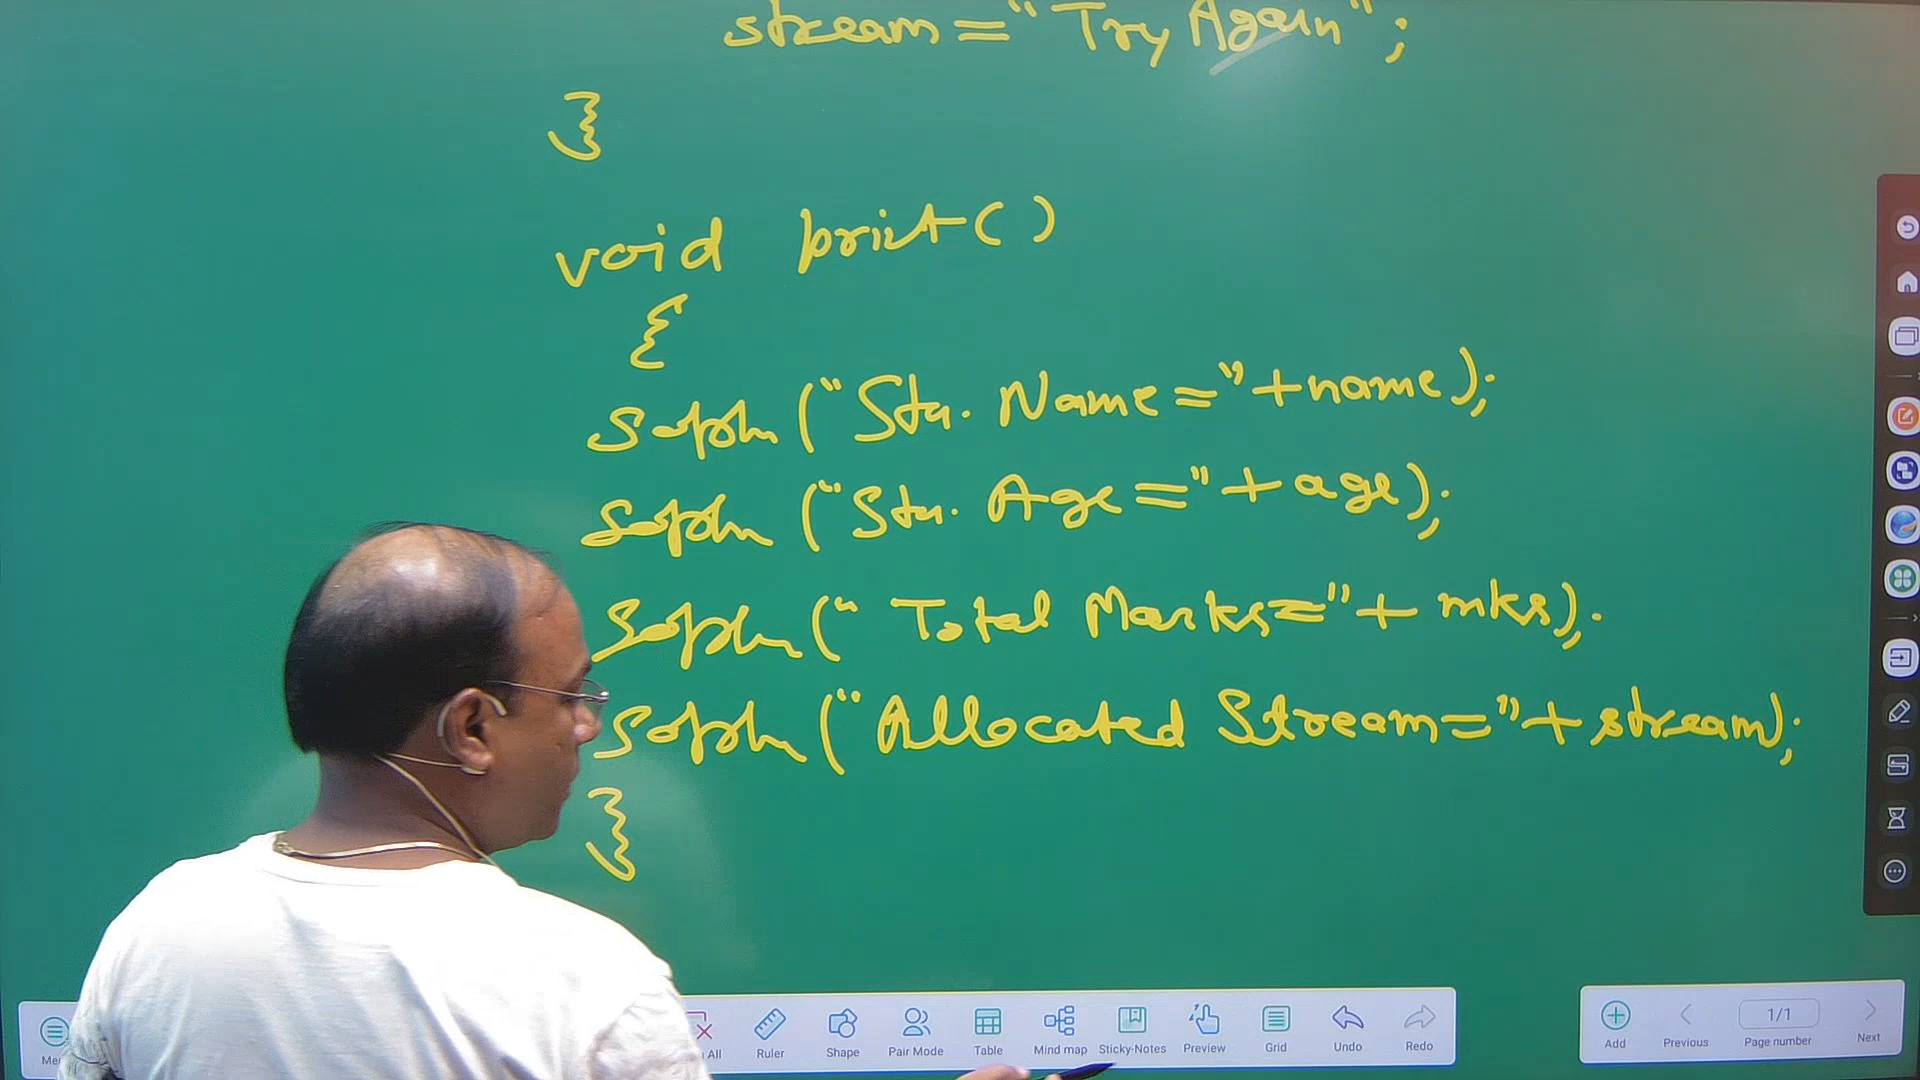 stream = "Try Again";
}
void print()
{
Sopln ("Stu. Name=" +name);
Sopln ("Stu. Age=" + age);
Sopln (" Total Marks=" + mks);
Sopln ("Allocated Stream=" + stream);
}
All Ruler Shape Pair Mode Table Mind map Sticky-Notes Preview Grid Undo Redo
Add Previous 1/1 Page number Next